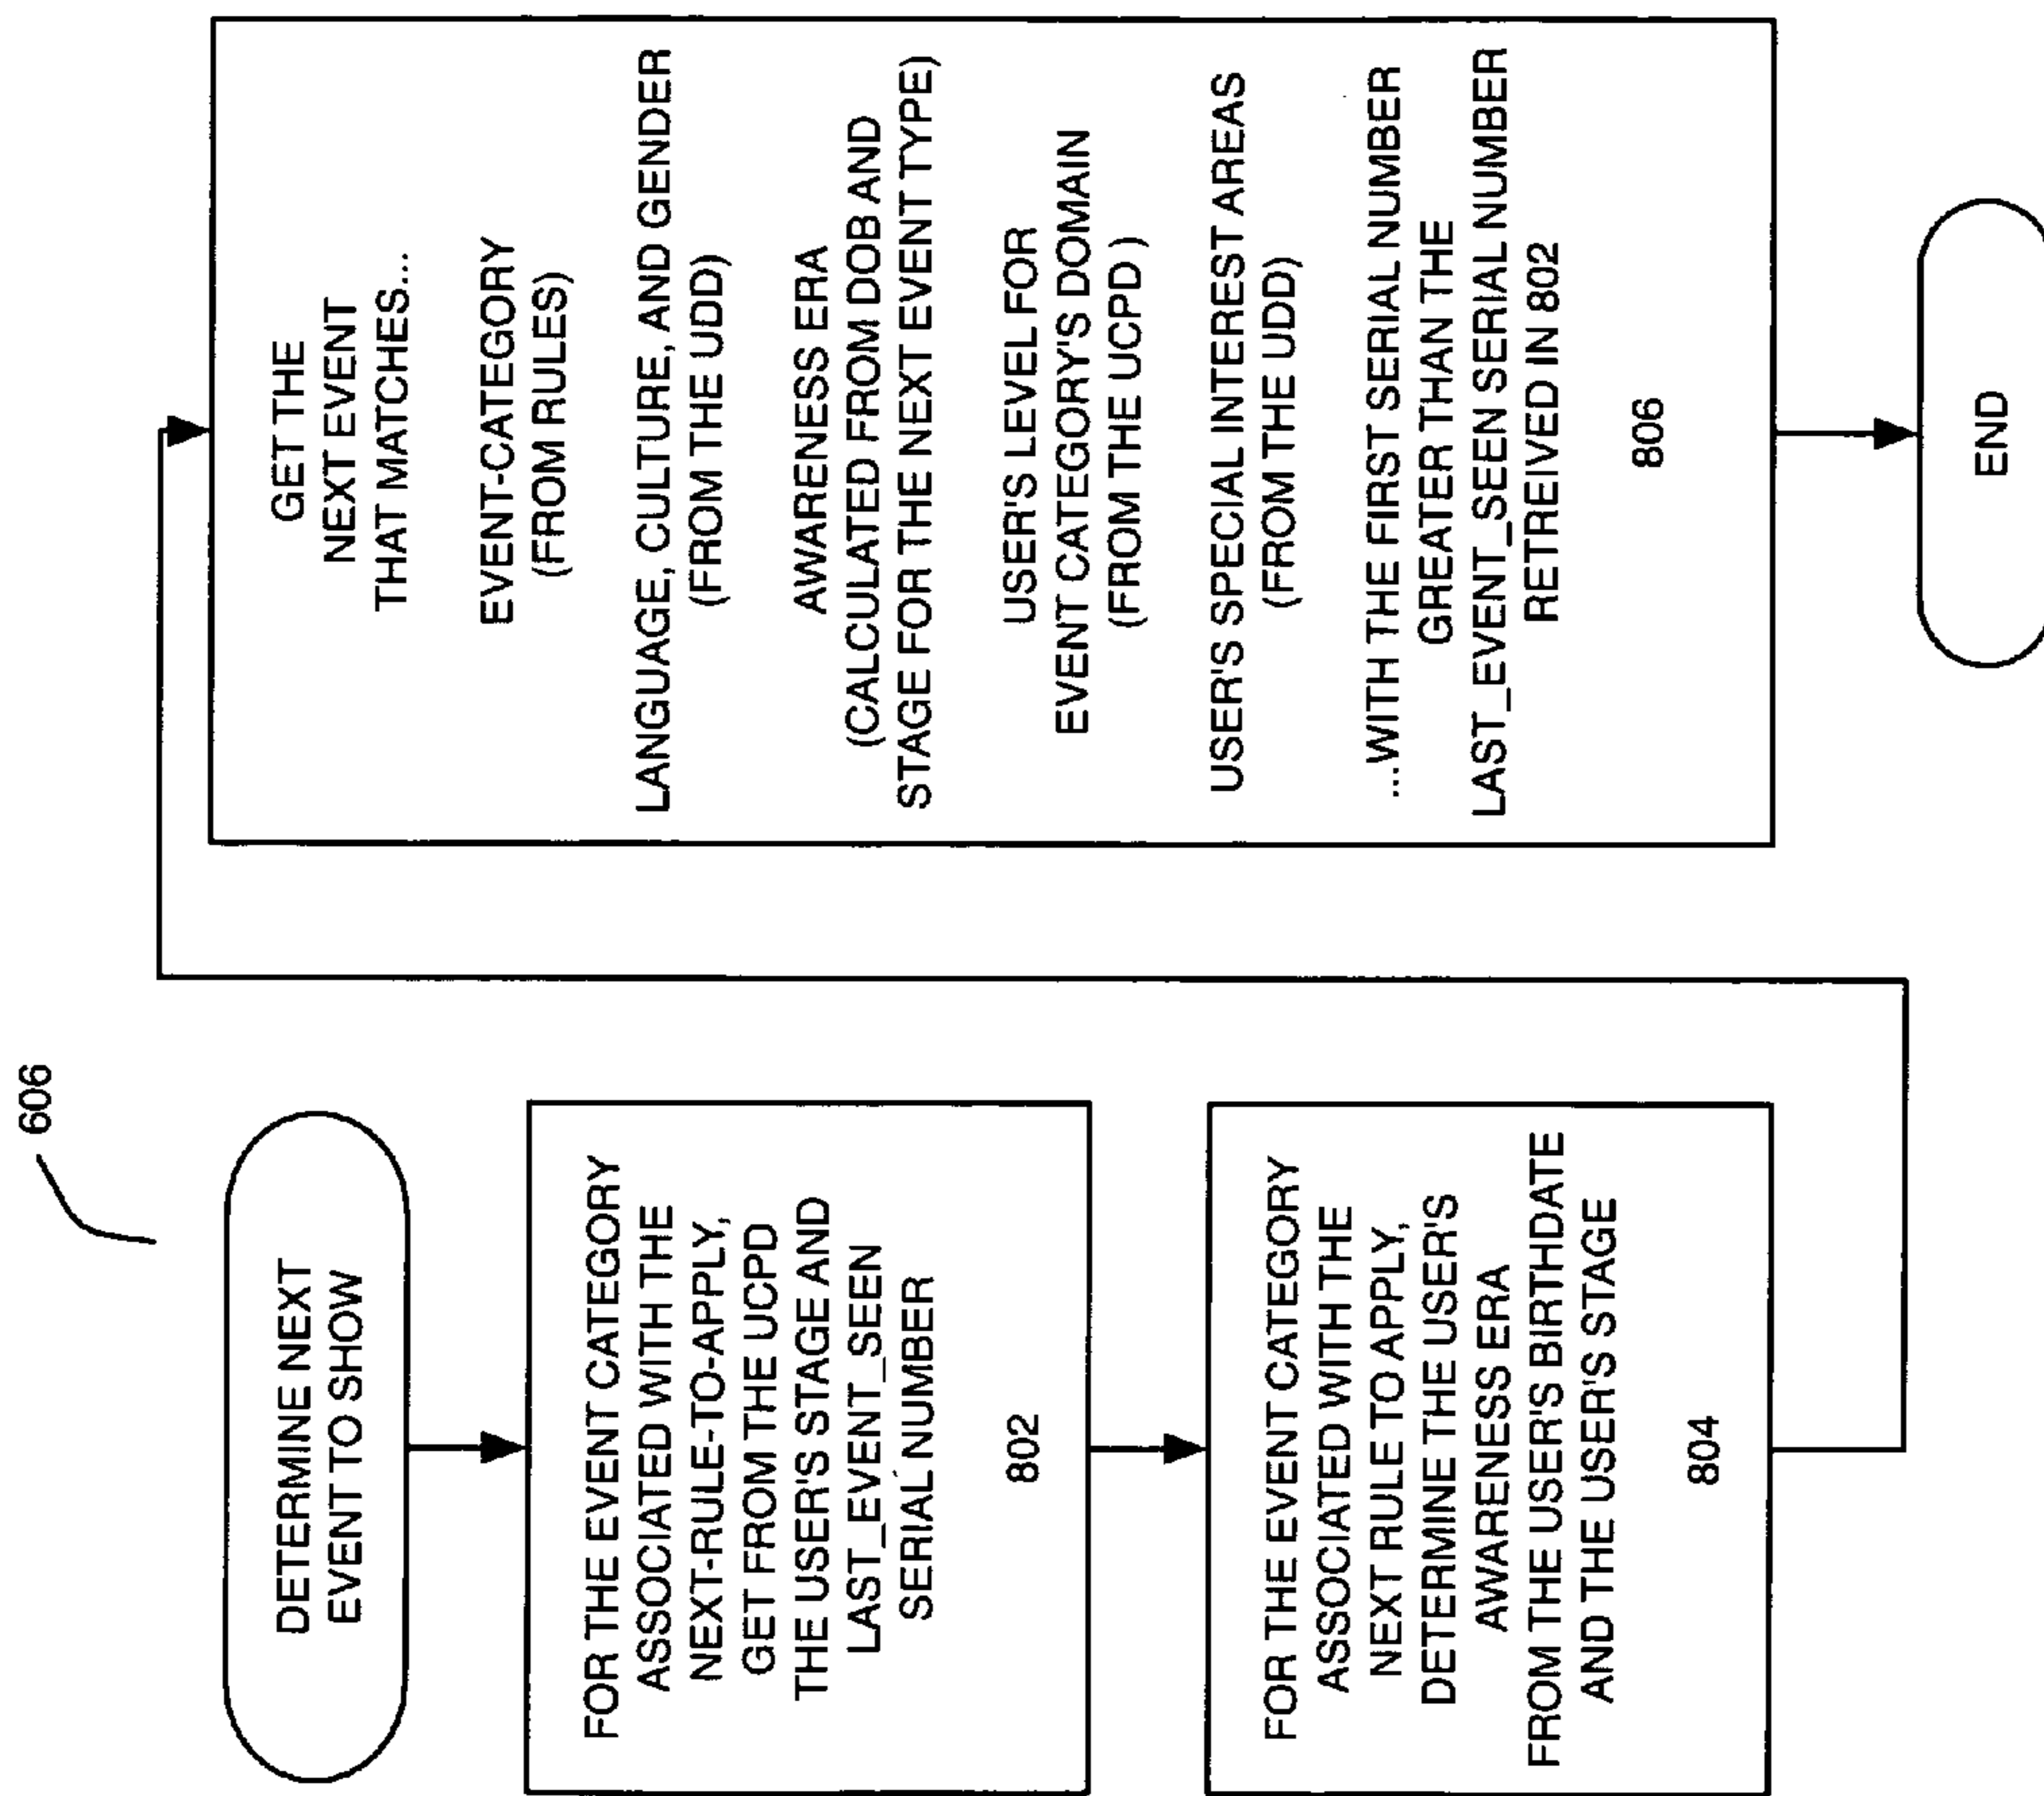 606
DETERMINE NEXT
EVENT TO SHOW
FOR THE EVENT CATEGORY
ASSOCIATED WITH THE
NEXT-RULE-TO-APPLY,
GET FROM THE UCPD
THE USER'S STAGE AND
LAST_EVENT_SEEN
SERIAL NUMBER
802
FOR THE EVENT CATEGORY
ASSOCIATED WITH THE
NEXT RULE TO APPLY,
DETERMINE THE USER'S
AWARENESS ERA
FROM THE USER'S BIRTHDATE
AND THE USER'S STAGE
804
GET THE
NEXT EVENT
THAT MATCHES...
EVENT-CATEGORY
(FROM RULES)
LANGUAGE, CULTURE, AND GENDER
(FROM THE UDD)
AWARENESS ERA
(CALCULATED FROM DOB AND
STAGE FOR THE NEXT EVENT TYPE)
USER'S LEVEL FOR
EVENT CATEGORY'S DOMAIN
(FROM THE UCPD )
USER'S SPECIAL INTEREST AREAS
(FROM THE UDD)
...WITH THE FIRST SERIAL NUMBER
GREATER THAN THE
LAST_EVENT_SEEN SERIAL NUMBER
RETREIVED IN 802
806
END